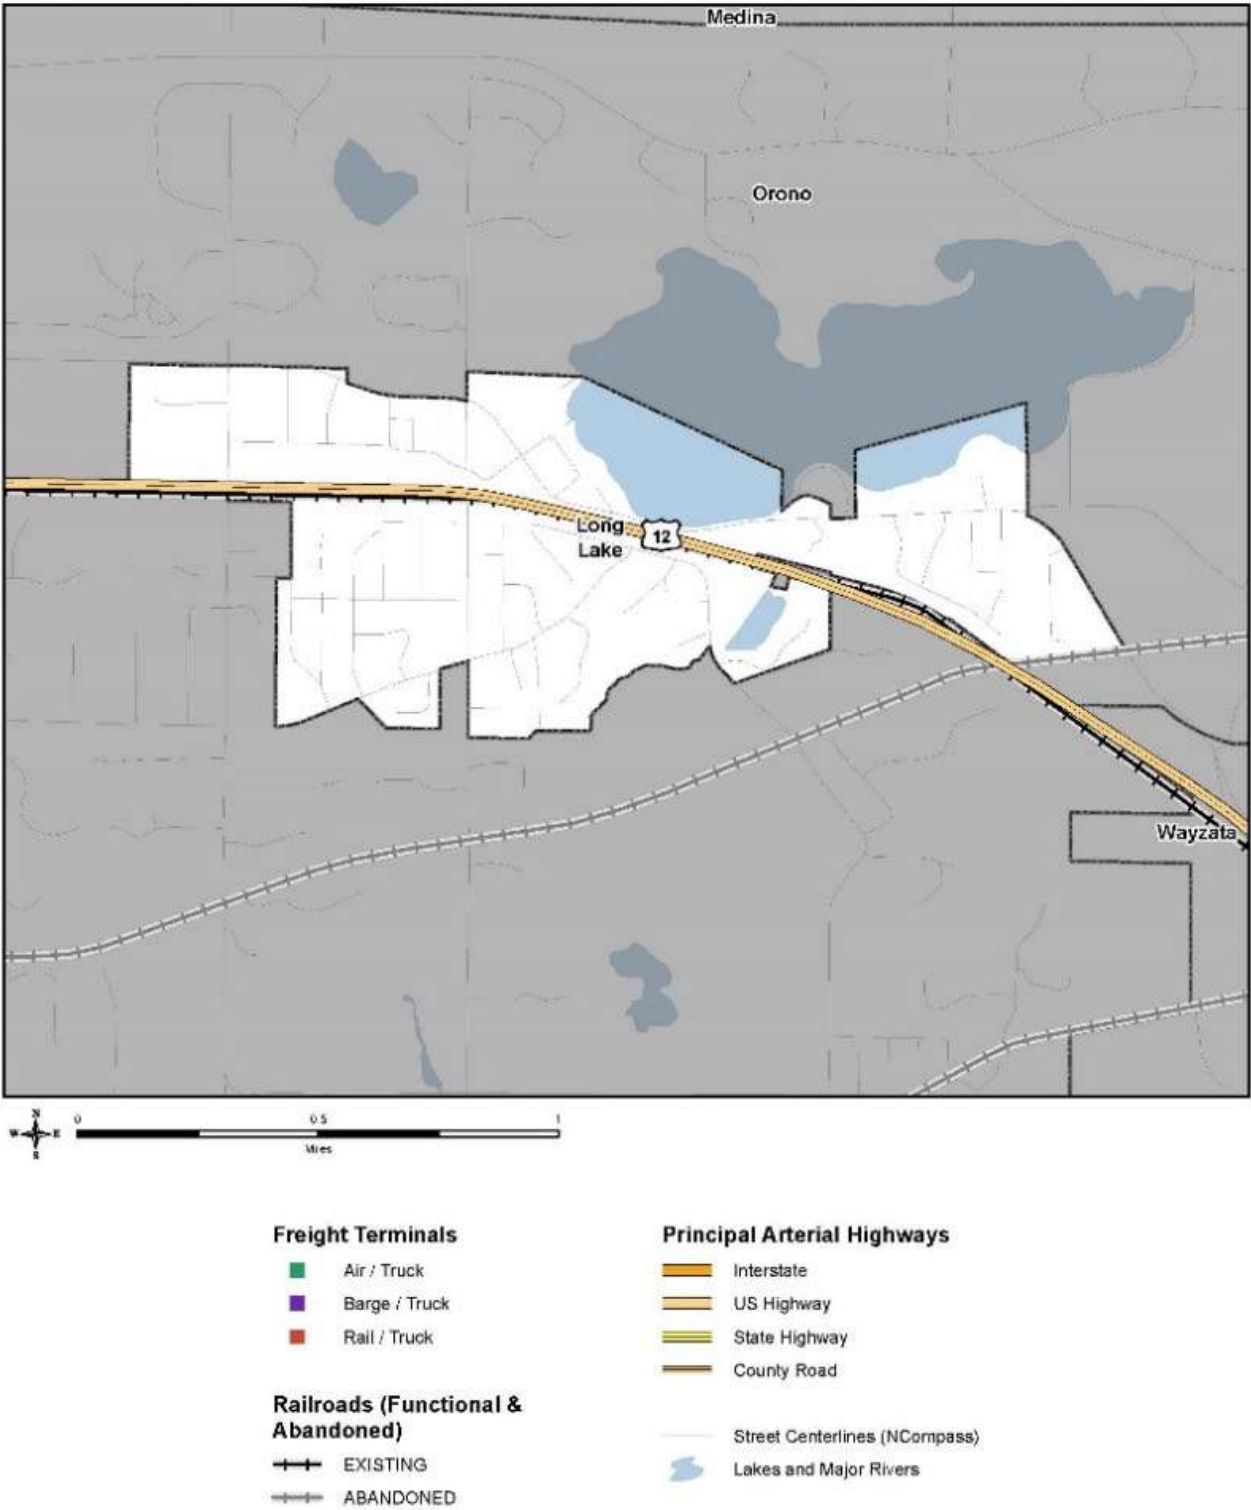 Medina
Orono
Long
Lake
12
Wayzata
N
W E
S
0 0.5 1
Miles
Freight Terminals
Air / Truck
Barge / Truck
Rail / Truck
Railroads (Functional &
Abandoned)
EXISTING
ABANDONED
Principal Arterial Highways
Interstate
US Highway
State Highway
County Road
Street Centerlines (NCompass)
Lakes and Major Rivers